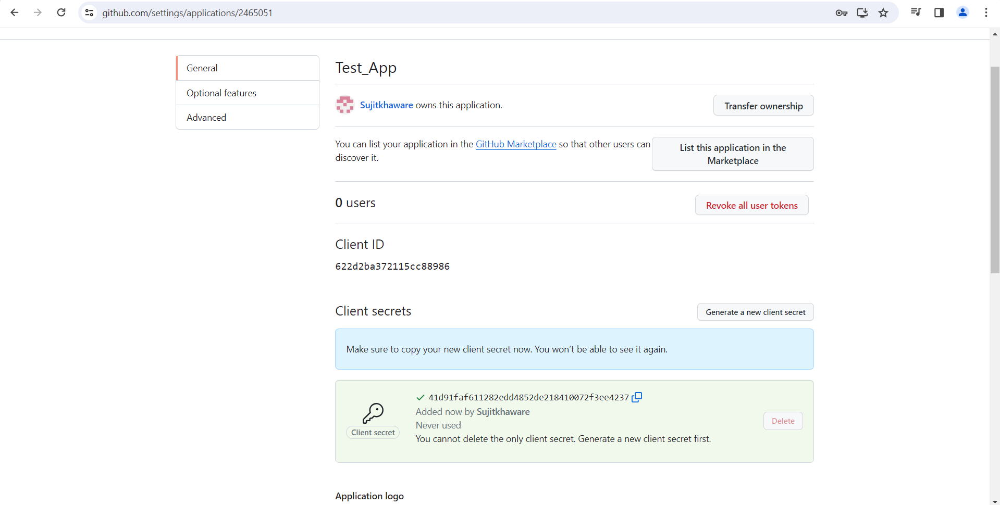 github.com/settings/applications/2465051
General
Optional features
Advanced
Test_App
Sujitkhaware owns this application.
Transfer ownership
You can list your application in the GitHub Marketplace so that other users can
discover it.
List this application in the
Marketplace
0 users
Revoke all user tokens
Client ID
622d2ba372115cc88986
Client secrets
Generate a new client secret
Make sure to copy your new client secret now. You won’t be able to see it again.
41d91faf611282edd4852de218410072f3ee4237
Added now by Sujitkhaware
Never used
You cannot delete the only client secret. Generate a new client secret first.
Client secret
Delete
Application logo